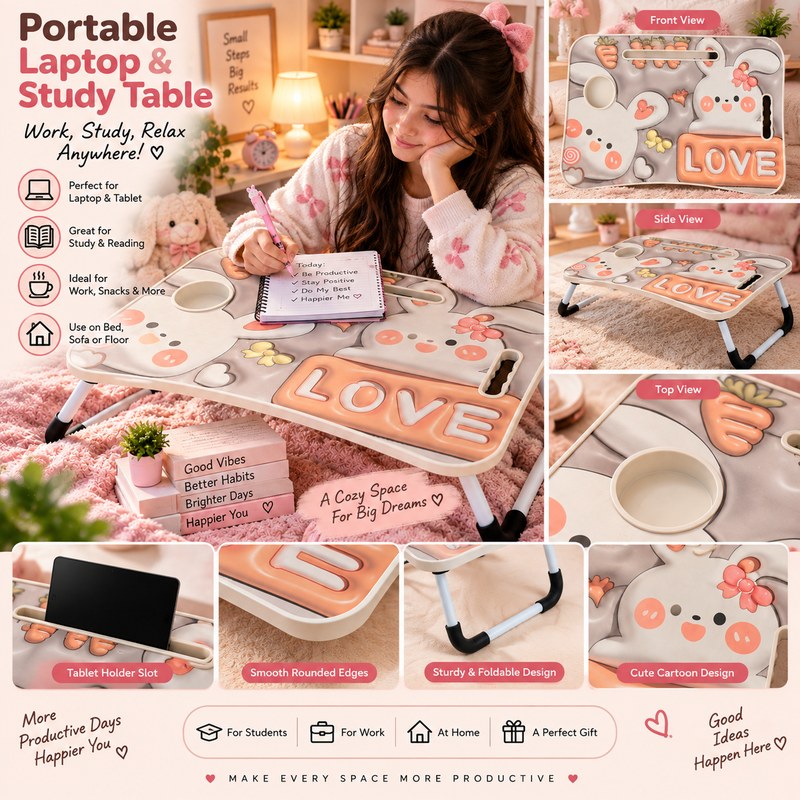 Portable
Laptop &
Study Table
Work, Study, Relax
Anywhere! ♡
Perfect for
Laptop & Tablet
Great for
Study & Reading
Ideal for
Work, Snacks & More
Use on Bed,
Sofa or Floor
Small
Steps
Big
Results
♡
Today:
✓ Be Productive
✓ Stay Positive
✓ Do My Best
✓ Happier Me ♡
LOVE
Good Vibes
Better Habits
Brighter Days
Happier You ♡
A Cozy Space
For Big Dreams ♡
Front View
LOVE
Side View
LOVE
Top View
Tablet Holder Slot
E
Smooth Rounded Edges
Sturdy & Foldable Design
Cute Cartoon Design
More
Productive Days
Happier You ♡
For Students
For Work
At Home
A Perfect Gift
Good
Ideas
Happen Here ♡
♥ MAKE EVERY SPACE MORE PRODUCTIVE ♥